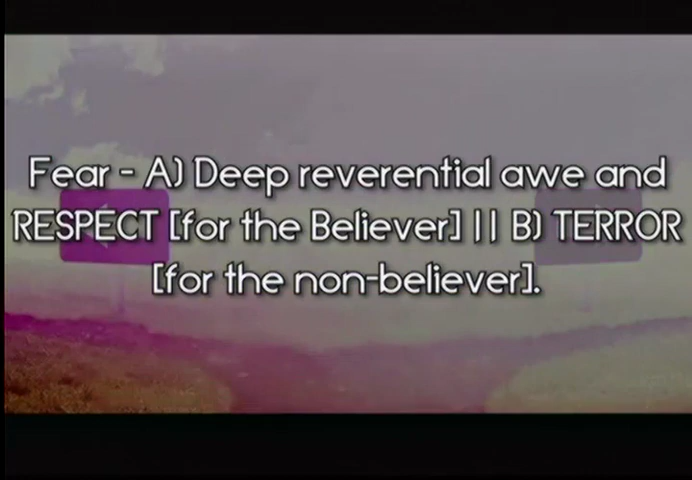 Fear - A) Deep reverential awe and
RESPECT [for the Believer] || B) TERROR
[for the non-believer].